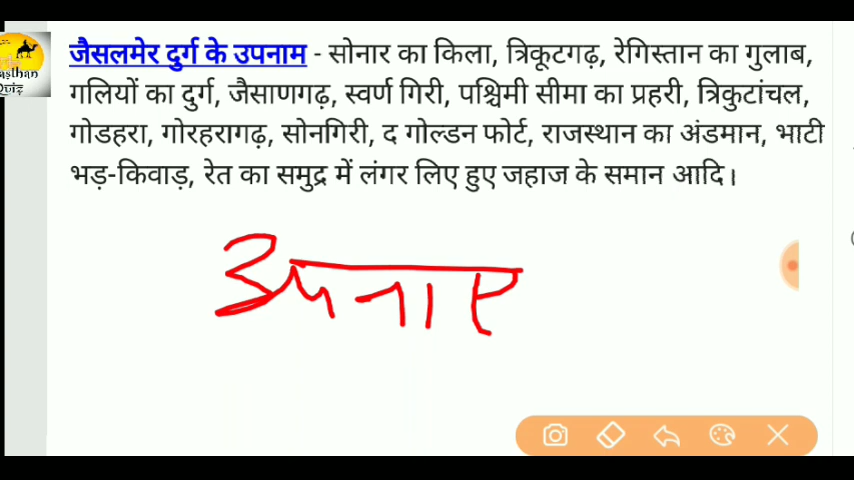 जैसलमेर दुर्ग के उपनाम - सोनार का किला, त्रिकूटगढ़, रेगिस्तान का गुलाब,
गलियों का दुर्ग, जैसाणगढ़, स्वर्ण गिरी, पश्चिमी सीमा का प्रहरी, त्रिकुटांचल,
गोडहरा, गोरहरागढ़, सोनगिरी, द गोल्डन फोर्ट, राजस्थान का अंडमान, भाटी
भड़-किवाड़, रेत का समुद्र में लंगर लिए हुए जहाज के समान आदि।
Quiz